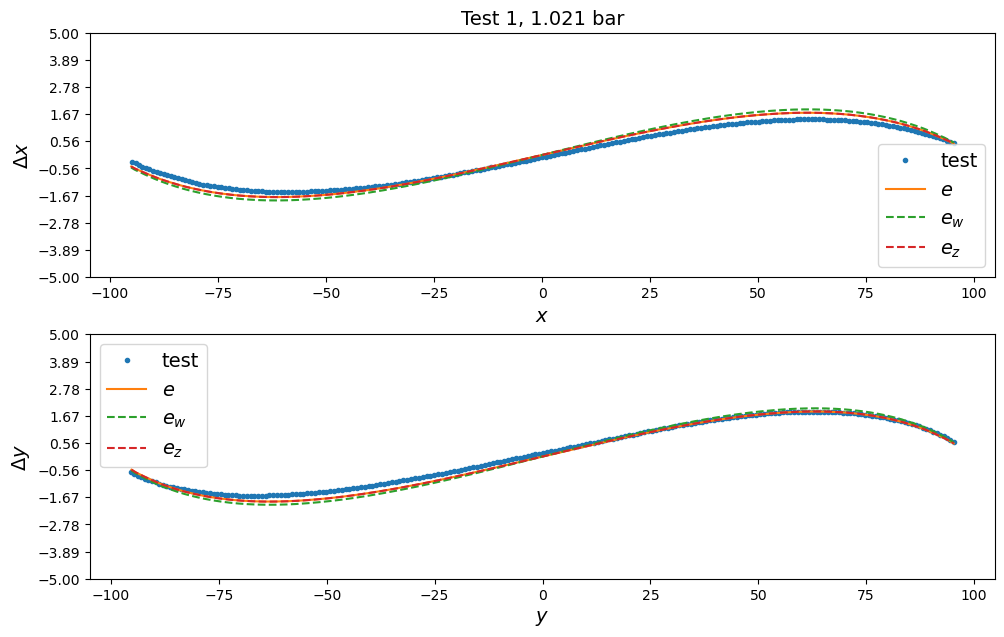 Test 1, 1.021 bar
5.00
3.89
2.78
1.67
0.56
−0.56
−1.67
−2.78
−3.89
−5.00
Δx
test
e
e_w
e_z
−100 −75 −50 −25 0 25 50 75 100
x
5.00
3.89
2.78
1.67
0.56
−0.56
−1.67
−2.78
−3.89
−5.00
Δy
test
e
e_w
e_z
−100 −75 −50 −25 0 25 50 75 100
y